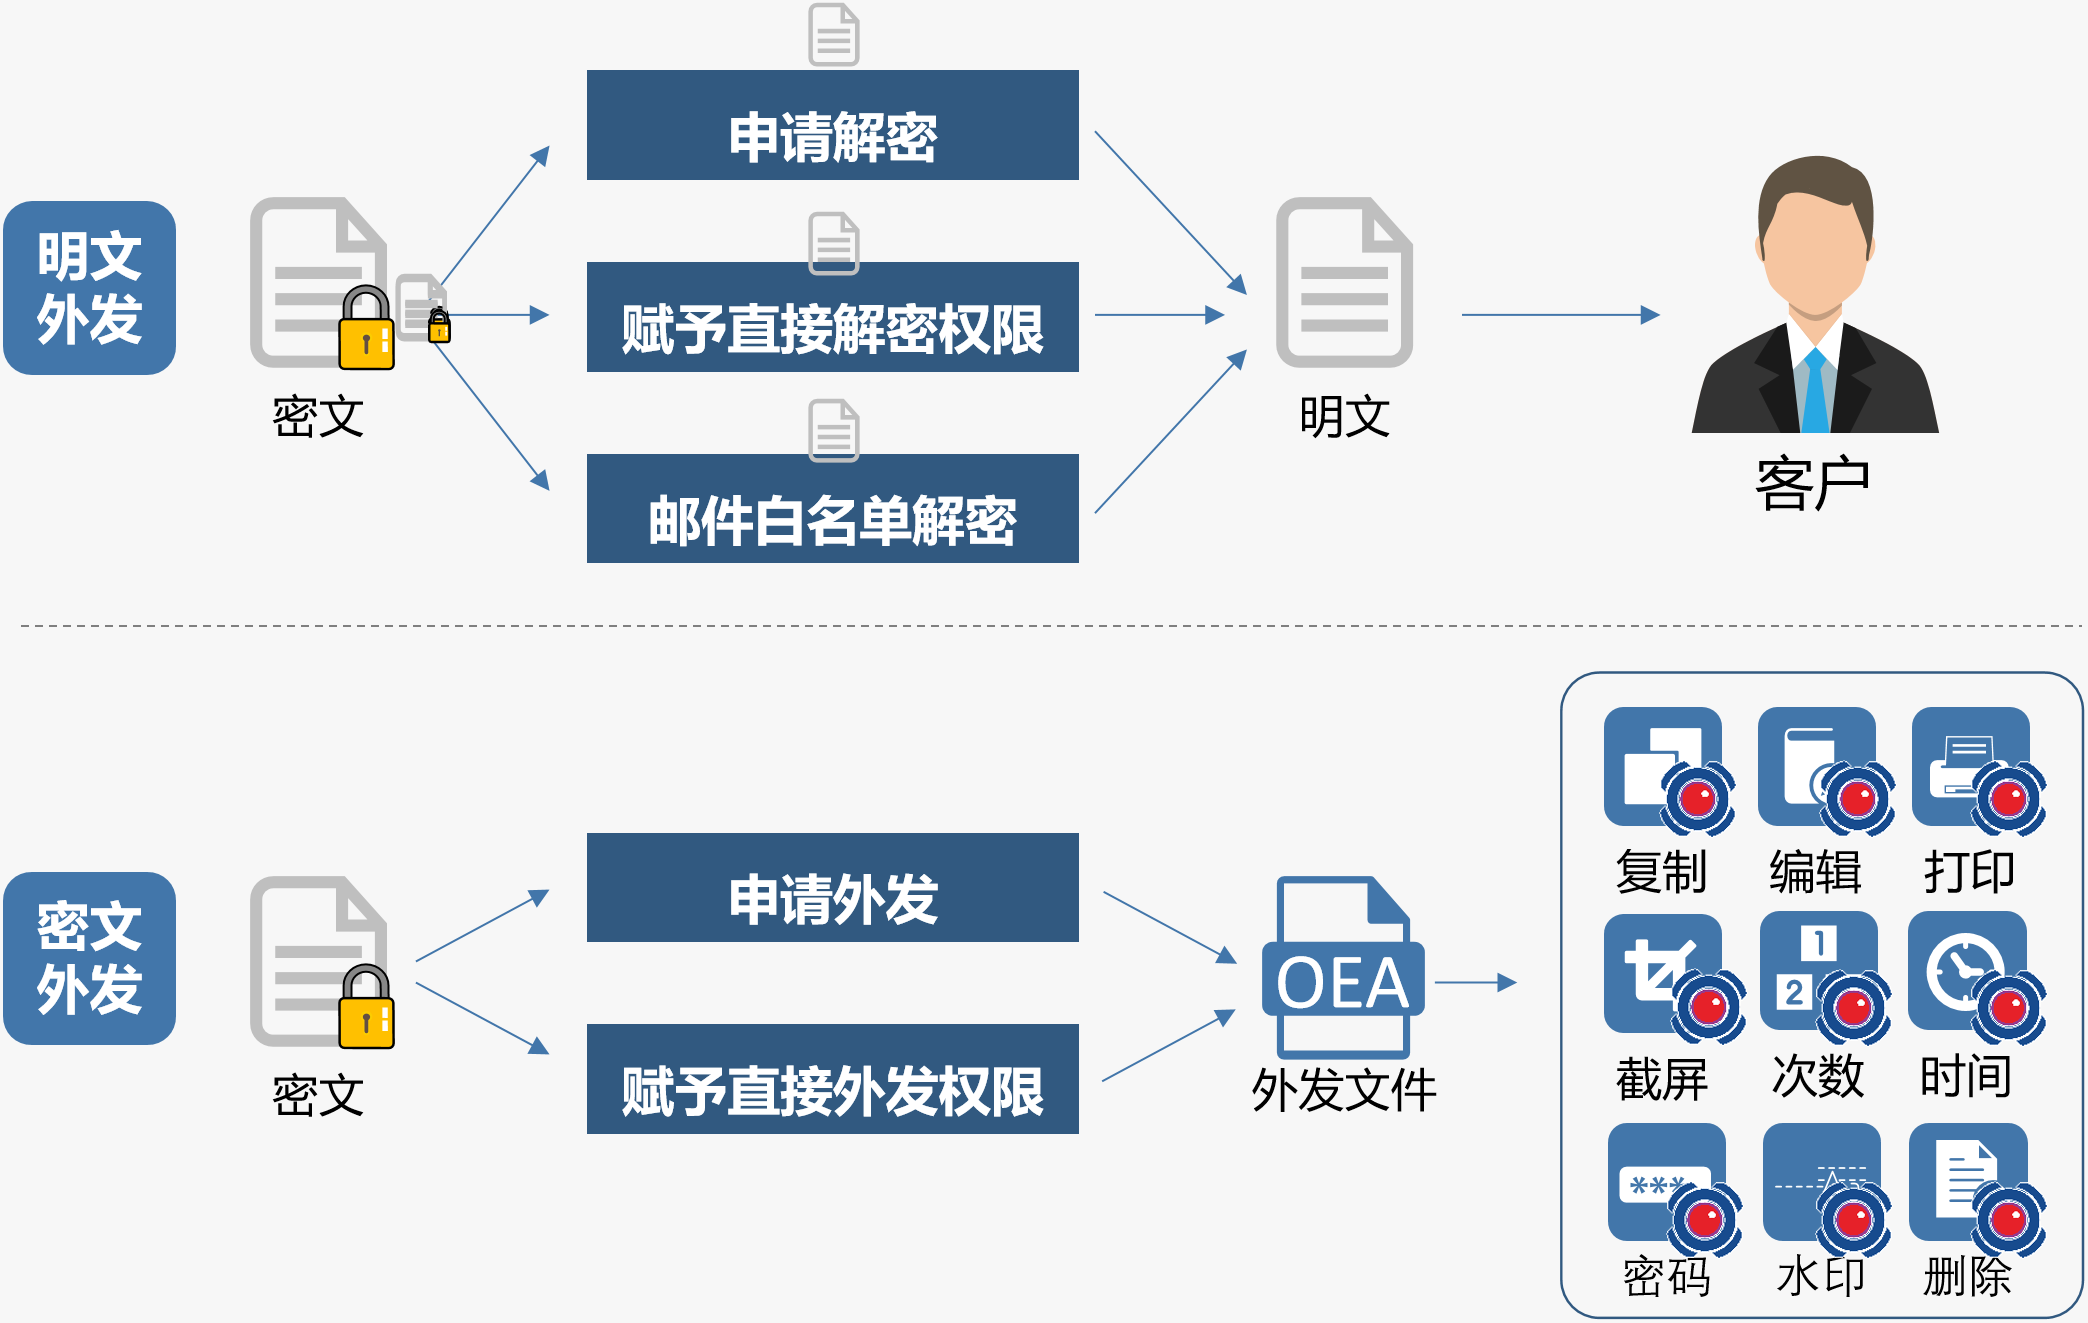 明文
外发
密文
申请解密
赋予直接解密权限
邮件白名单解密
明文
客户
密文
外发
密文
申请外发
赋予直接外发权限
OEA
外发文件
复制
编辑
打印
1
2
截屏
次数
时间
***
密码
水印
删除